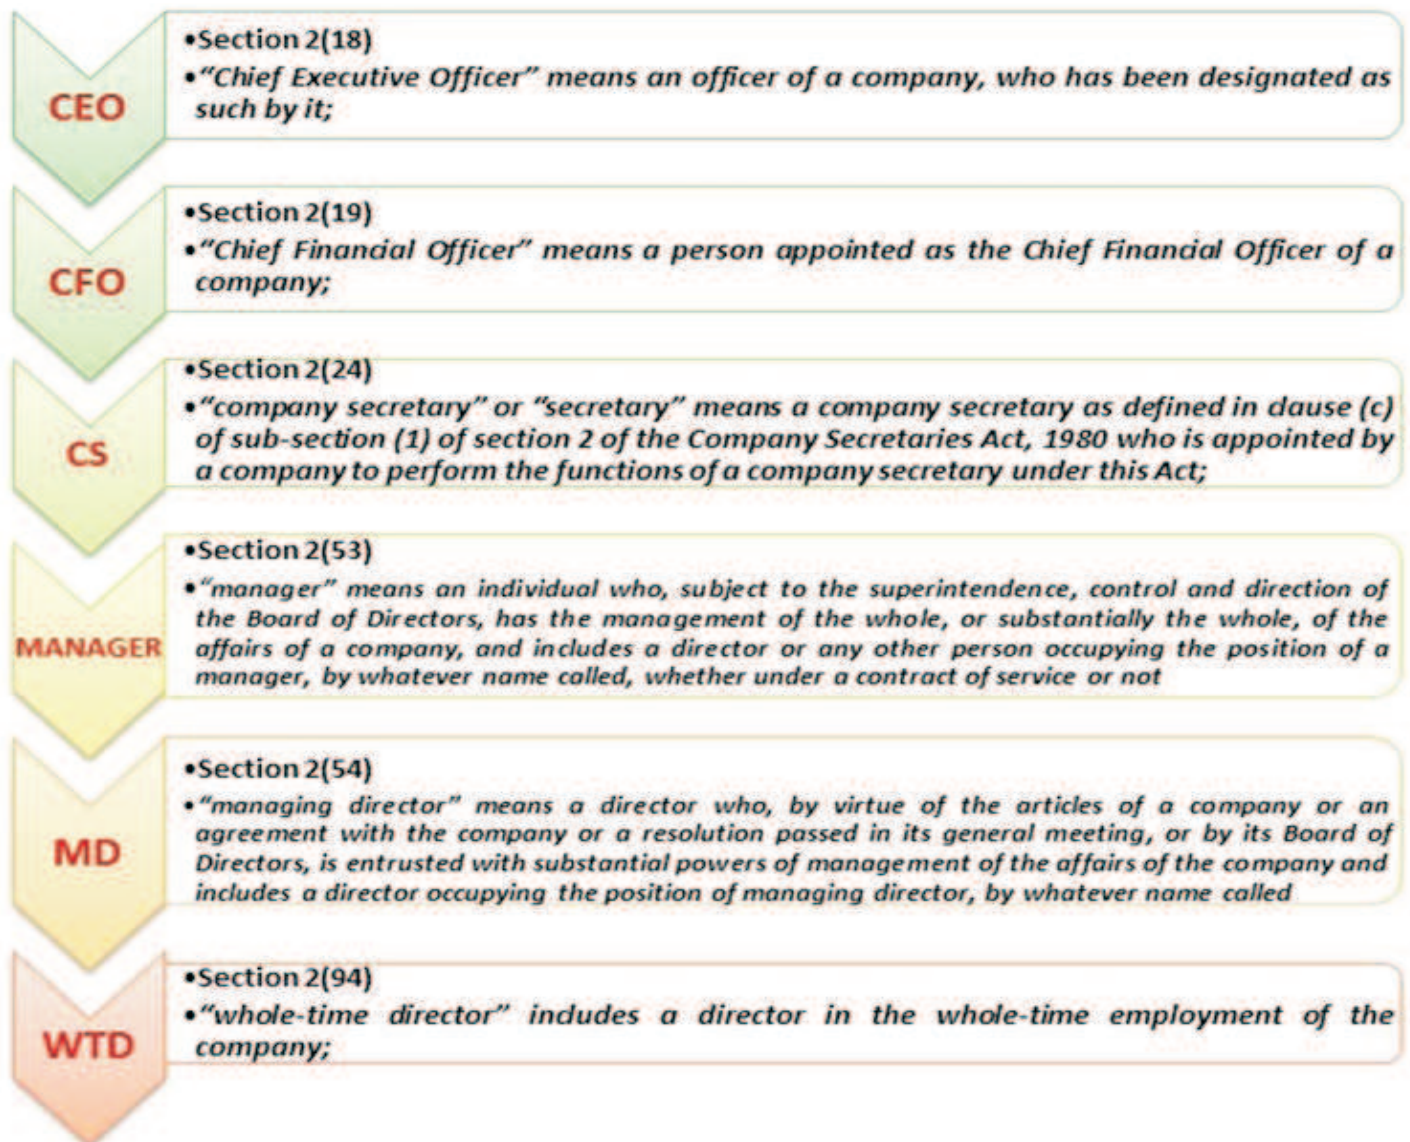 CEO
•Section 2(18)
•“Chief Executive Officer” means an officer of a company, who has been designated as
such by it;
CFO
•Section 2(19)
•“Chief Financial Officer” means a person appointed as the Chief Financial Officer of a
company;
CS
•Section 2(24)
•“company secretary” or “secretary” means a company secretary as defined in clause (c)
of sub-section (1) of section 2 of the Company Secretaries Act, 1980 who is appointed by
a company to perform the functions of a company secretary under this Act;
MANAGER
•Section 2(53)
•“manager” means an individual who, subject to the superintendence, control and direction of
the Board of Directors, has the management of the whole, or substantially the whole, of the
affairs of a company, and includes a director or any other person occupying the position of a
manager, by whatever name called, whether under a contract of service or not
MD
•Section 2(54)
•“managing director” means a director who, by virtue of the articles of a company or an
agreement with the company or a resolution passed in its general meeting, or by its Board of
Directors, is entrusted with substantial powers of management of the affairs of the company and
includes a director occupying the position of managing director, by whatever name called
WTD
•Section 2(94)
•“whole-time director” includes a director in the whole-time employment of the
company;